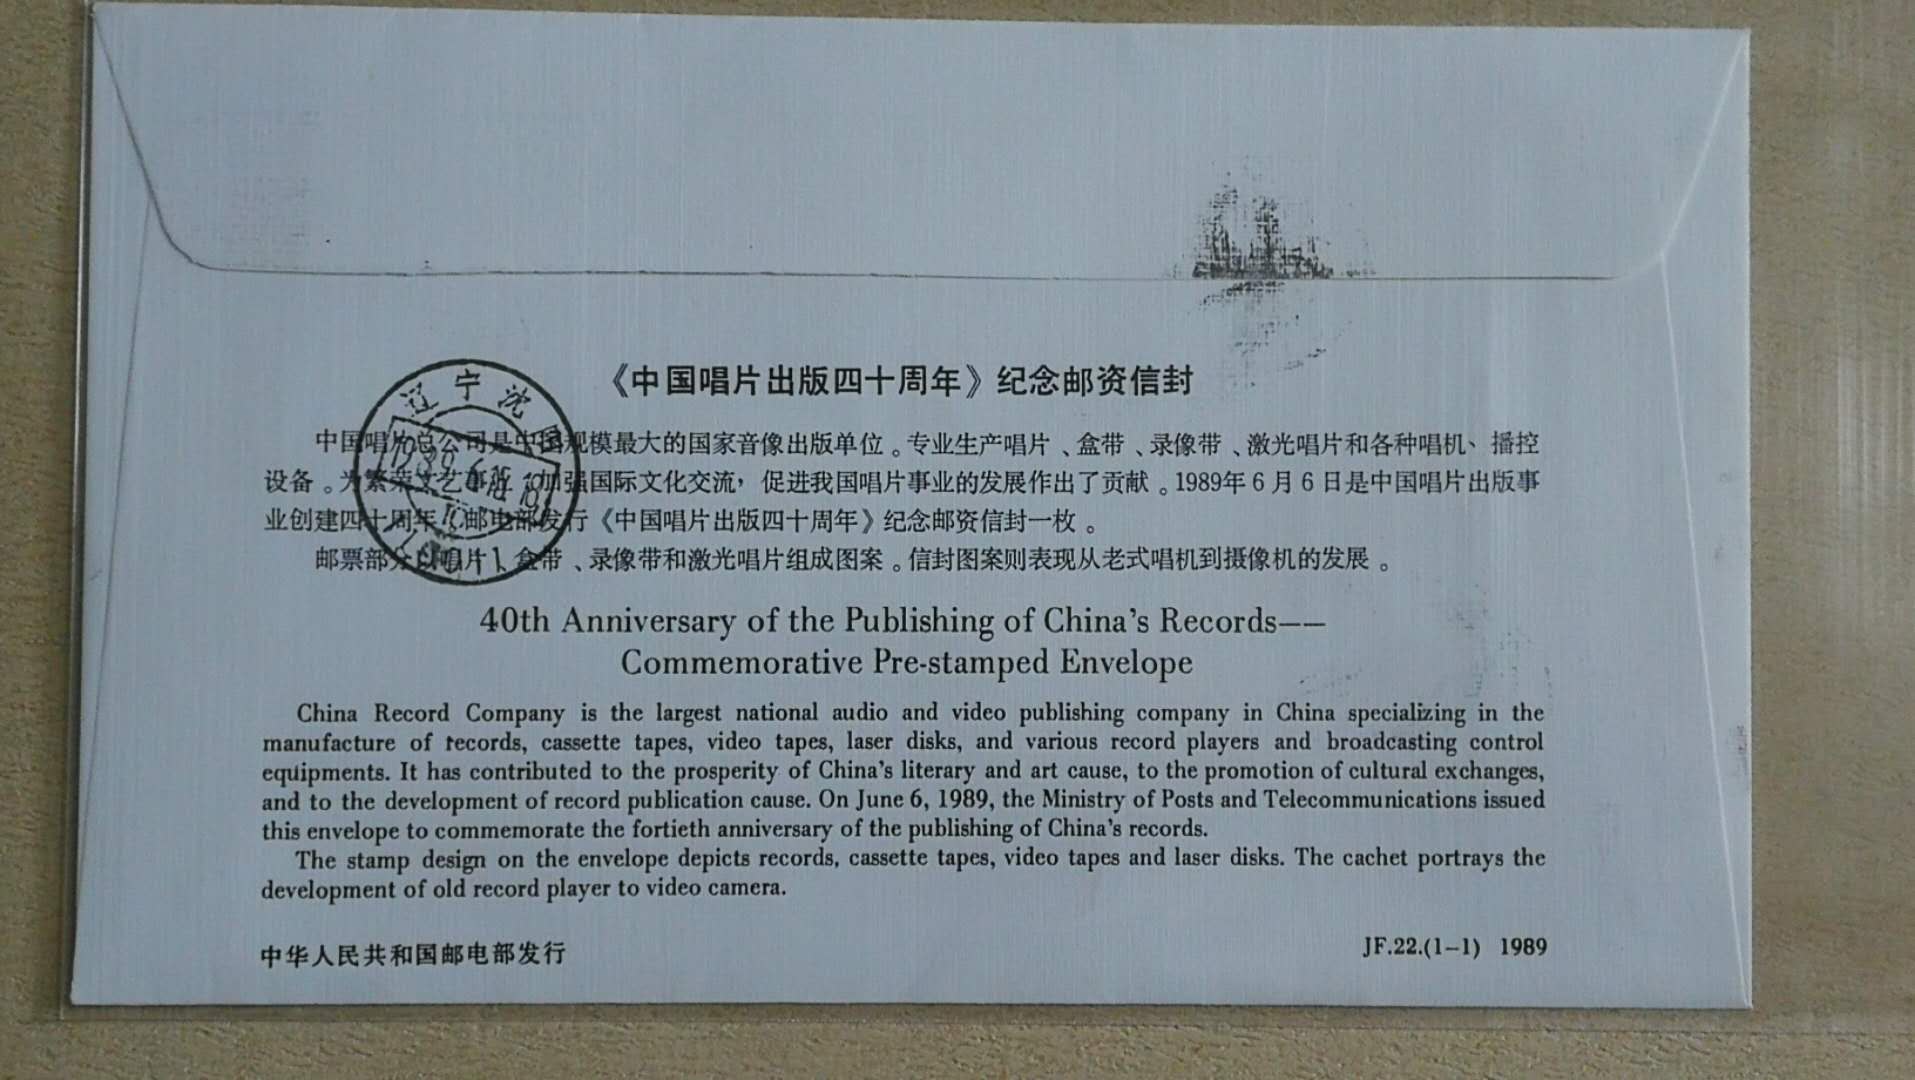 《中国唱片出版四十周年》纪念邮资信封
辽宁沈
中国唱片总公司是中国规模最大的国家音像出版单位。专业生产唱片、盒带、录像带、激光唱片和各种唱机、播控
设备。为繁荣文艺事业，加强国际文化交流，促进我国唱片事业的发展作出了贡献。1989年6月6日是中国唱片出版事
业创建四十周年，邮电部发行《中国唱片出版四十周年》纪念邮资信封一枚。
邮票部分以唱片、盒带、录像带和激光唱片组成图案。信封图案则表现从老式唱机到摄像机的发展。
40th Anniversary of the Publishing of China's Records——
Commemorative Pre-stamped Envelope
China Record Company is the largest national audio and video publishing company in China specializing in the
manufacture of records, cassette tapes, video tapes, laser disks, and various record players and broadcasting control
equipments. It has contributed to the prosperity of China's literary and art cause, to the promotion of cultural exchanges,
and to the development of record publication cause. On June 6, 1989, the Ministry of Posts and Telecommunications issued
this envelope to commemorate the fortieth anniversary of the publishing of China's records.
The stamp design on the envelope depicts records, cassette tapes, video tapes and laser disks. The cachet portrays the
development of old record player to video camera.
中华人民共和国邮电部发行
JF.22.(1-1) 1989